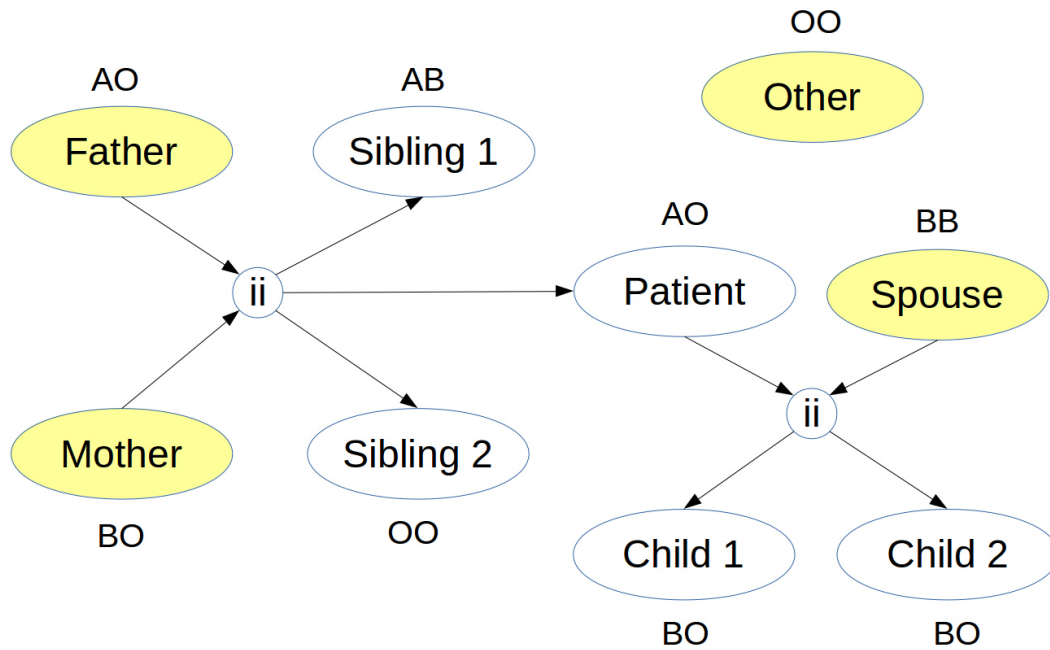 OO
Other
AO
Father
AB
Sibling 1
AO
Patient
BB
Spouse
ii
ii
Mother
BO
Sibling 2
OO
Child 1
BO
Child 2
BO